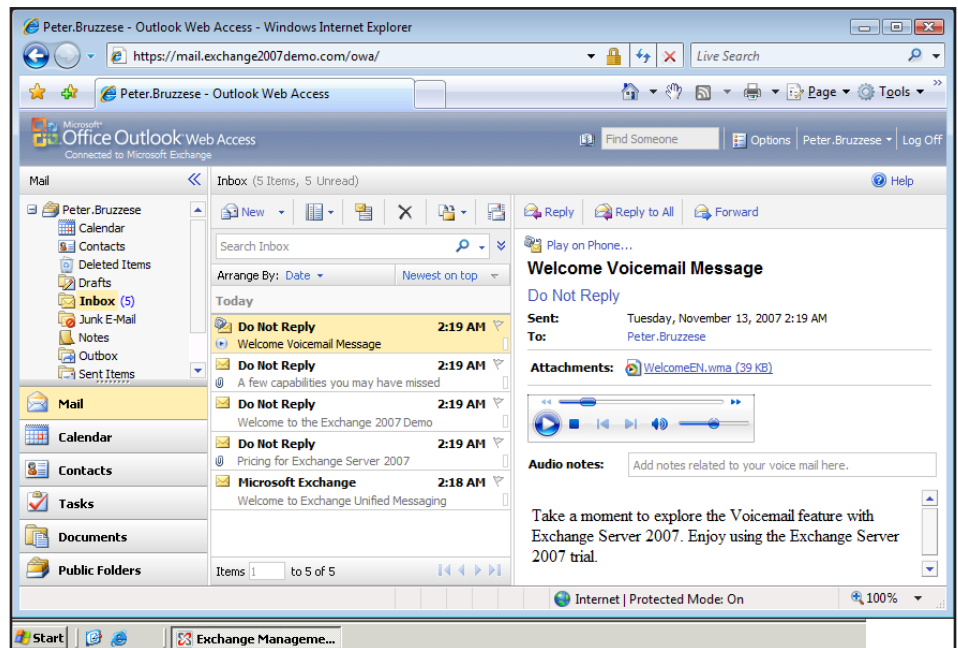 Peter.Bruzzese - Outlook Web Access - Windows Internet Explorer
https://mail.exchange2007demo.com/owa/
Live Search
Peter.Bruzzese - Outlook Web Access
Page
Tools
Microsoft
Office Outlook Web Access
Connected to Microsoft Exchange
Find Someone
Options
Peter.Bruzzese
Log Off
Mail
Inbox (5 Items, 5 Unread)
Help
Peter.Bruzzese
Calendar
Contacts
Deleted Items
Drafts
Inbox (5)
Junk E-Mail
Notes
Outbox
Sent Items
Mail
Calendar
Contacts
Tasks
Documents
Public Folders
New
Search Inbox
Arrange By: Date
Newest on top
Today
Do Not Reply 2:19 AM
Welcome Voicemail Message
Do Not Reply 2:19 AM
A few capabilities you may have missed
Do Not Reply 2:19 AM
Welcome to the Exchange 2007 Demo
Do Not Reply 2:19 AM
Pricing for Exchange Server 2007
Microsoft Exchange 2:18 AM
Welcome to Exchange Unified Messaging
Items 1 to 5 of 5
Reply
Reply to All
Forward
Play on Phone...
Welcome Voicemail Message
Do Not Reply
Sent: Tuesday, November 13, 2007 2:19 AM
To: Peter.Bruzzese
Attachments: WelcomeEN.wma (39 KB)
Audio notes: Add notes related to your voice mail here.
Take a moment to explore the Voicemail feature with
Exchange Server 2007. Enjoy using the Exchange Server
2007 trial.
Internet | Protected Mode: On
100%
Start
Exchange Manageme...